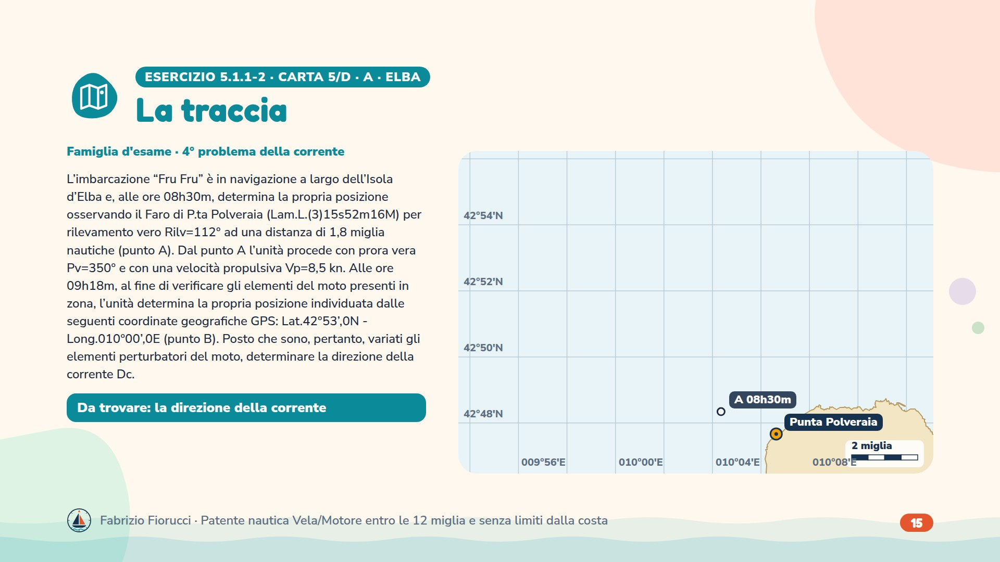 ESERCIZIO 5.1.1-2 · CARTA 5/D · A · ELBA
La traccia
Famiglia d'esame · 4° problema della corrente
L’imbarcazione “Fru Fru” è in navigazione a largo dell’Isola
d’Elba e, alle ore 08h30m, determina la propria posizione
osservando il Faro di P.ta Polveraia (Lam.L.(3)15s52m16M) per
rilevamento vero Rilv=112° ad una distanza di 1,8 miglia
nautiche (punto A). Dal punto A l’unità procede con prora vera
Pv=350° e con una velocità propulsiva Vp=8,5 kn. Alle ore
09h18m, al fine di verificare gli elementi del moto presenti in
zona, l’unità determina la propria posizione individuata dalle
seguenti coordinate geografiche GPS: Lat.42°53’,0N -
Long.010°00’,0E (punto B). Posto che sono, pertanto, variati gli
elementi perturbatori del moto, determinare la direzione della
corrente Dc.
Da trovare: la direzione della corrente
42°54'N
42°52'N
42°50'N
42°48'N
A 08h30m
Punta Polveraia
2 miglia
009°56'E
010°00'E
010°04'E
010°08'E
Fabrizio Fiorucci · Patente nautica Vela/Motore entro le 12 miglia e senza limiti dalla costa
15